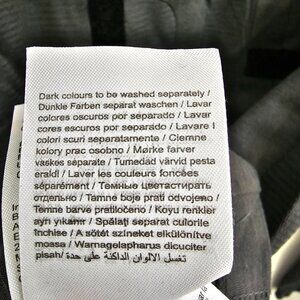 Dark colours to be washed separately /
Dunkle Farben separat waschen / Lavar
colores oscuros por separado / Lavar
cores escuros por separado / Lavare I
colori scuri separatamente / Ciemne
kolory prac osobno / Mørke farver
vaskes separate / Tumedad värvid pesta
eraldi / Laver les couleurs foncées
séparément / Темные цветастирать
отдельно / Tamne boje prati odvojeno /
Temne barve pratiločeno / Koyu renkler
ayrı yıkanır / Spălaţi separat culorile
închise / A sötét színeket elkülönítve
mossa / Warnagelapharus dicuciter
pisah/ تغسل الألوان الداكنة على حدة